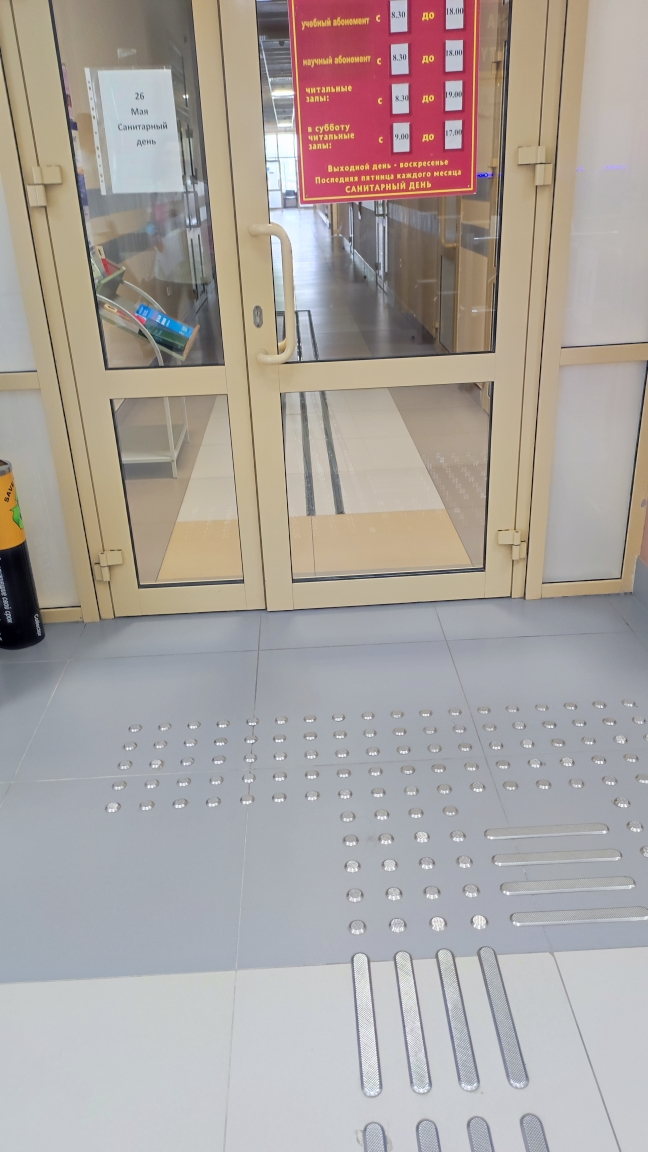 26
Мая
Санитарный
день
учебный абонемент с 8.30 до 18.00
научный абонемент с 8.30 до 18.00
читальные
залы: с 8.30 до 19.00
в субботу
читальные
залы: с 9.00 до 17.00
Выходной день - воскресенье
Последняя пятница каждого месяца
САНИТАРНЫЙ ДЕНЬ